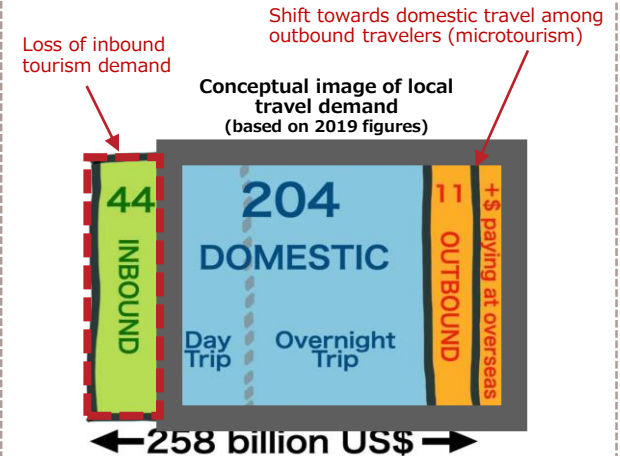 Shift towards domestic travel among
outbound travelers (microtourism)
Loss of inbound
tourism demand
Conceptual image of local
travel demand
(based on 2019 figures)
44
INBOUND
204
DOMESTIC
Day
Trip
Overnight
Trip
11
OUTBOUND
+$ paying at overseas
258 billion US$